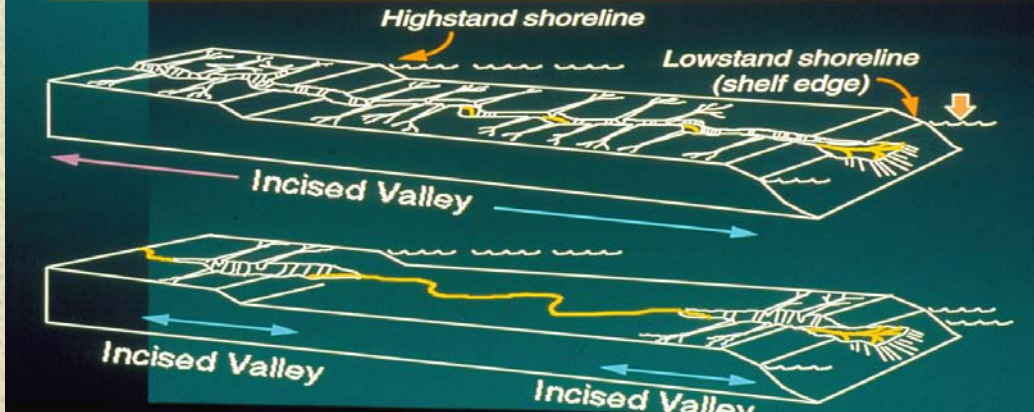 Highstand shoreline
Lowstand shoreline
(shelf edge)
Incised Valley
Incised Valley
Incised Valley